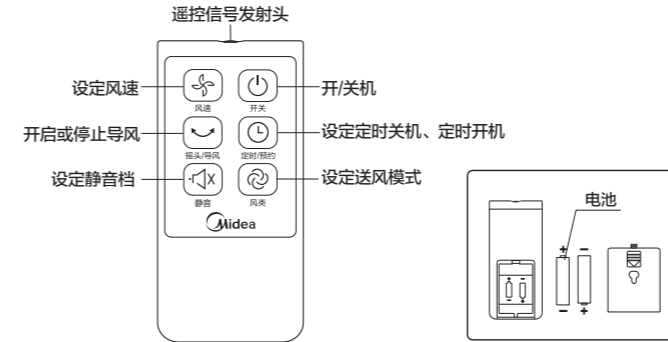 遥控信号发射头
设定风速
开/关机
风速
开关
开启或停止导风
设定定时关机、定时开机
摇头/导风
定时/预约
设定静音档
设定送风模式
静音
风类
Midea
电池
+ −
− +